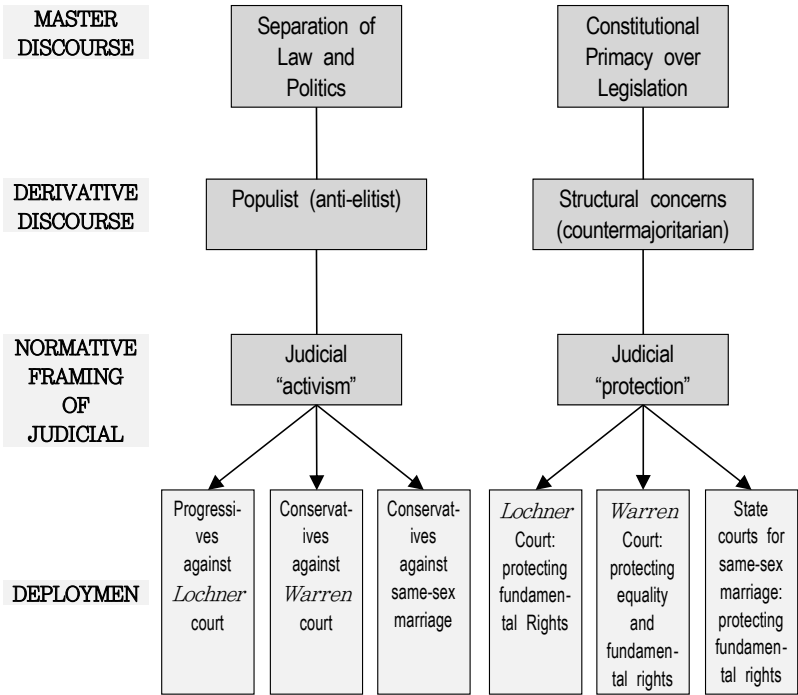 MASTER
DISCOURSE
Separation of
Law and
Politics
Constitutional
Primacy over
Legislation
DERIVATIVE
DISCOURSE
Populist (anti-elitist)
Structural concerns
(countermajoritarian)
NORMATIVE
FRAMING
OF
JUDICIAL
Judicial
“activism”
Judicial
“protection”
DEPLOYMEN
Progressi-
ves
against
Lochner
court
Conservat-
ives
against
Warren
court
Conservat-
ives
against
same-sex
marriage
Lochner
Court:
protecting
fundamen-
tal Rights
Warren
Court:
protecting
equality
and
fundamen-
tal rights
State
courts for
same-sex
marriage:
protecting
fundamen-
tal rights